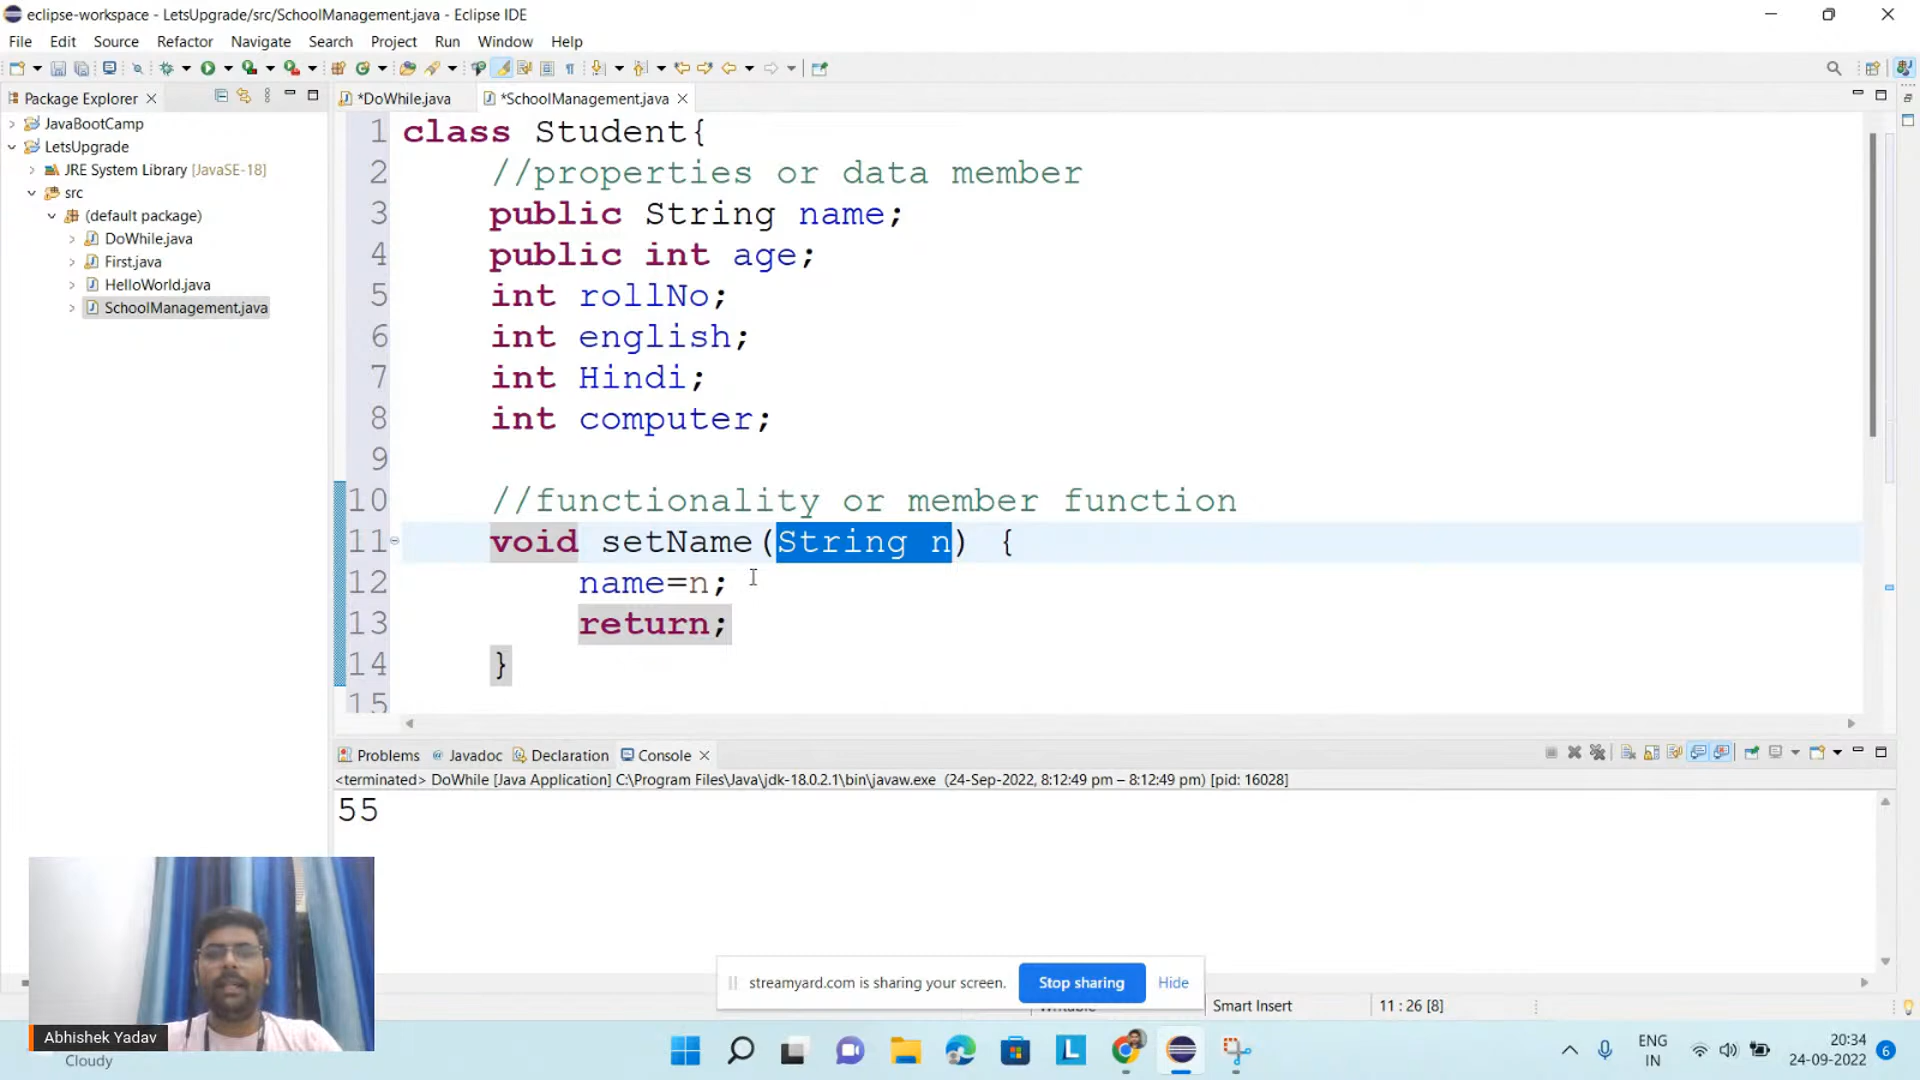 eclipse-workspace - LetsUpgrade/src/SchoolManagement.java - Eclipse IDE
File Edit Source Refactor Navigate Search Project Run Window Help
Package Explorer
*DoWhile.java
*SchoolManagement.java
JavaBootCamp
LetsUpgrade
JRE System Library [JavaSE-18]
src
(default package)
DoWhile.java
First.java
HelloWorld.java
SchoolManagement.java
1 class Student{
2 //properties or data member
3 public String name;
4 public int age;
5 int rollNo;
6 int english;
7 int Hindi;
8 int computer;
9
10 //functionality or member function
11 void setName(String n) {
12 name=n;
13 return;
14 }
15
Problems @ Javadoc Declaration Console
<terminated> DoWhile [Java Application] C:\Program Files\Java\jdk-18.0.2.1\bin\javaw.exe (24-Sep-2022, 8:12:49 pm – 8:12:49 pm) [pid: 16028]
55
streamyard.com is sharing your screen. Stop sharing Hide
Writable Smart Insert 11 : 26 [8]
Abhishek Yadav
Cloudy
L
ENG
IN
20:34
24-09-2022
6